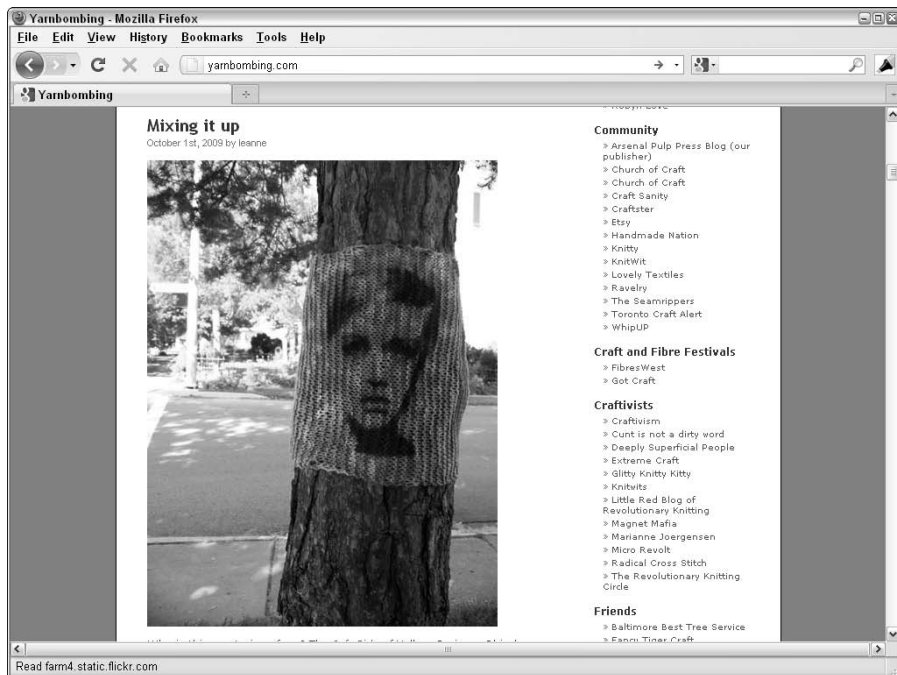 Yarnbombing - Mozilla Firefox
File Edit View History Bookmarks Tools Help
yarnbombing.com
Yarnbombing
Mixing it up
October 1st, 2009 by leanne
Community
» Arsenal Pulp Press Blog (our
publisher)
» Church of Craft
» Church of Craft
» Craft Sanity
» Craftster
» Etsy
» Handmade Nation
» Knitty
» KnitWit
» Lovely Textiles
» Ravelry
» The Seamrippers
» Toronto Craft Alert
» WhipUP
Craft and Fibre Festivals
» FibresWest
» Got Craft
Craftivists
» Craftivism
» Cunt is not a dirty word
» Deeply Superficial People
» Extreme Craft
» Glitty Knitty Kitty
» Knitwits
» Little Red Blog of
Revolutionary Knitting
» Magnet Mafia
» Marianne Joergensen
» Micro Revolt
» Radical Cross Stitch
» The Revolutionary Knitting
Circle
Friends
» Baltimore Best Tree Service
» Fancy Tiger Craft
Read farm4.static.flickr.com